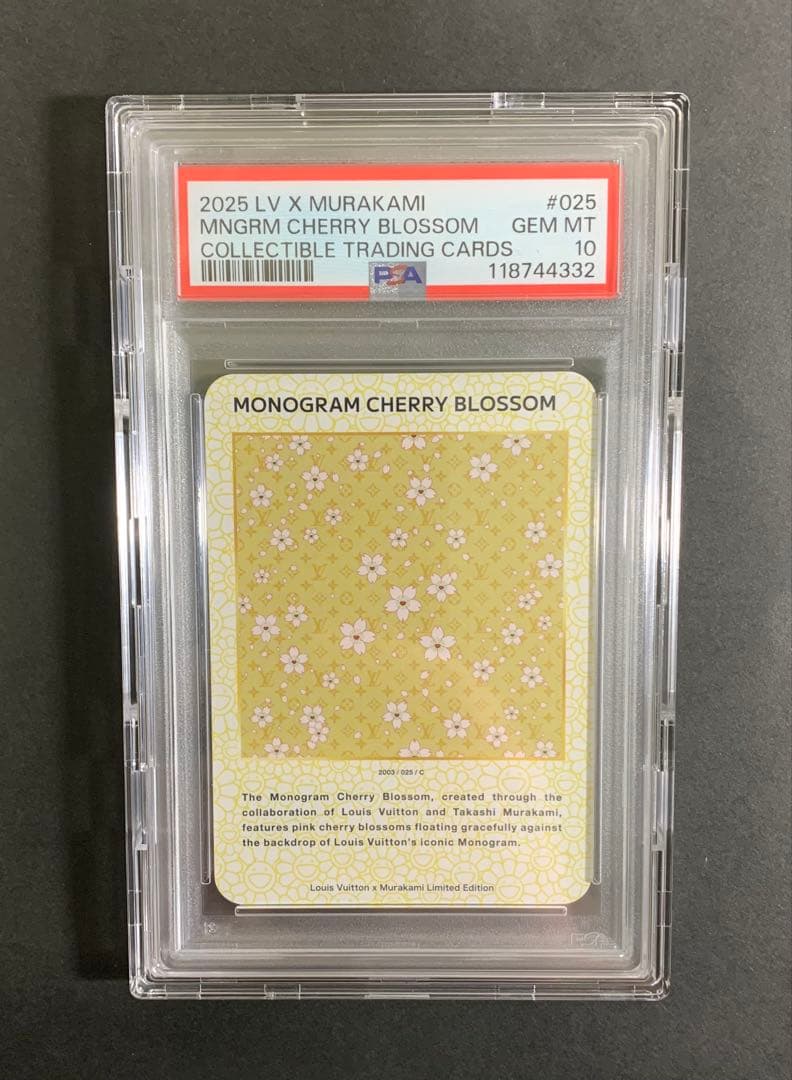 2025 LV X MURAKAMI #025
MNGRM CHERRY BLOSSOM GEM MT
COLLECTIBLE TRADING CARDS 10
PSA 118744332
MONOGRAM CHERRY BLOSSOM
2003 / 025 / C
The Monogram Cherry Blossom, created through the
collaboration of Louis Vuitton and Takashi Murakami,
features pink cherry blossoms floating gracefully against
the backdrop of Louis Vuitton's iconic Monogram.
Louis Vuitton x Murakami Limited Edition